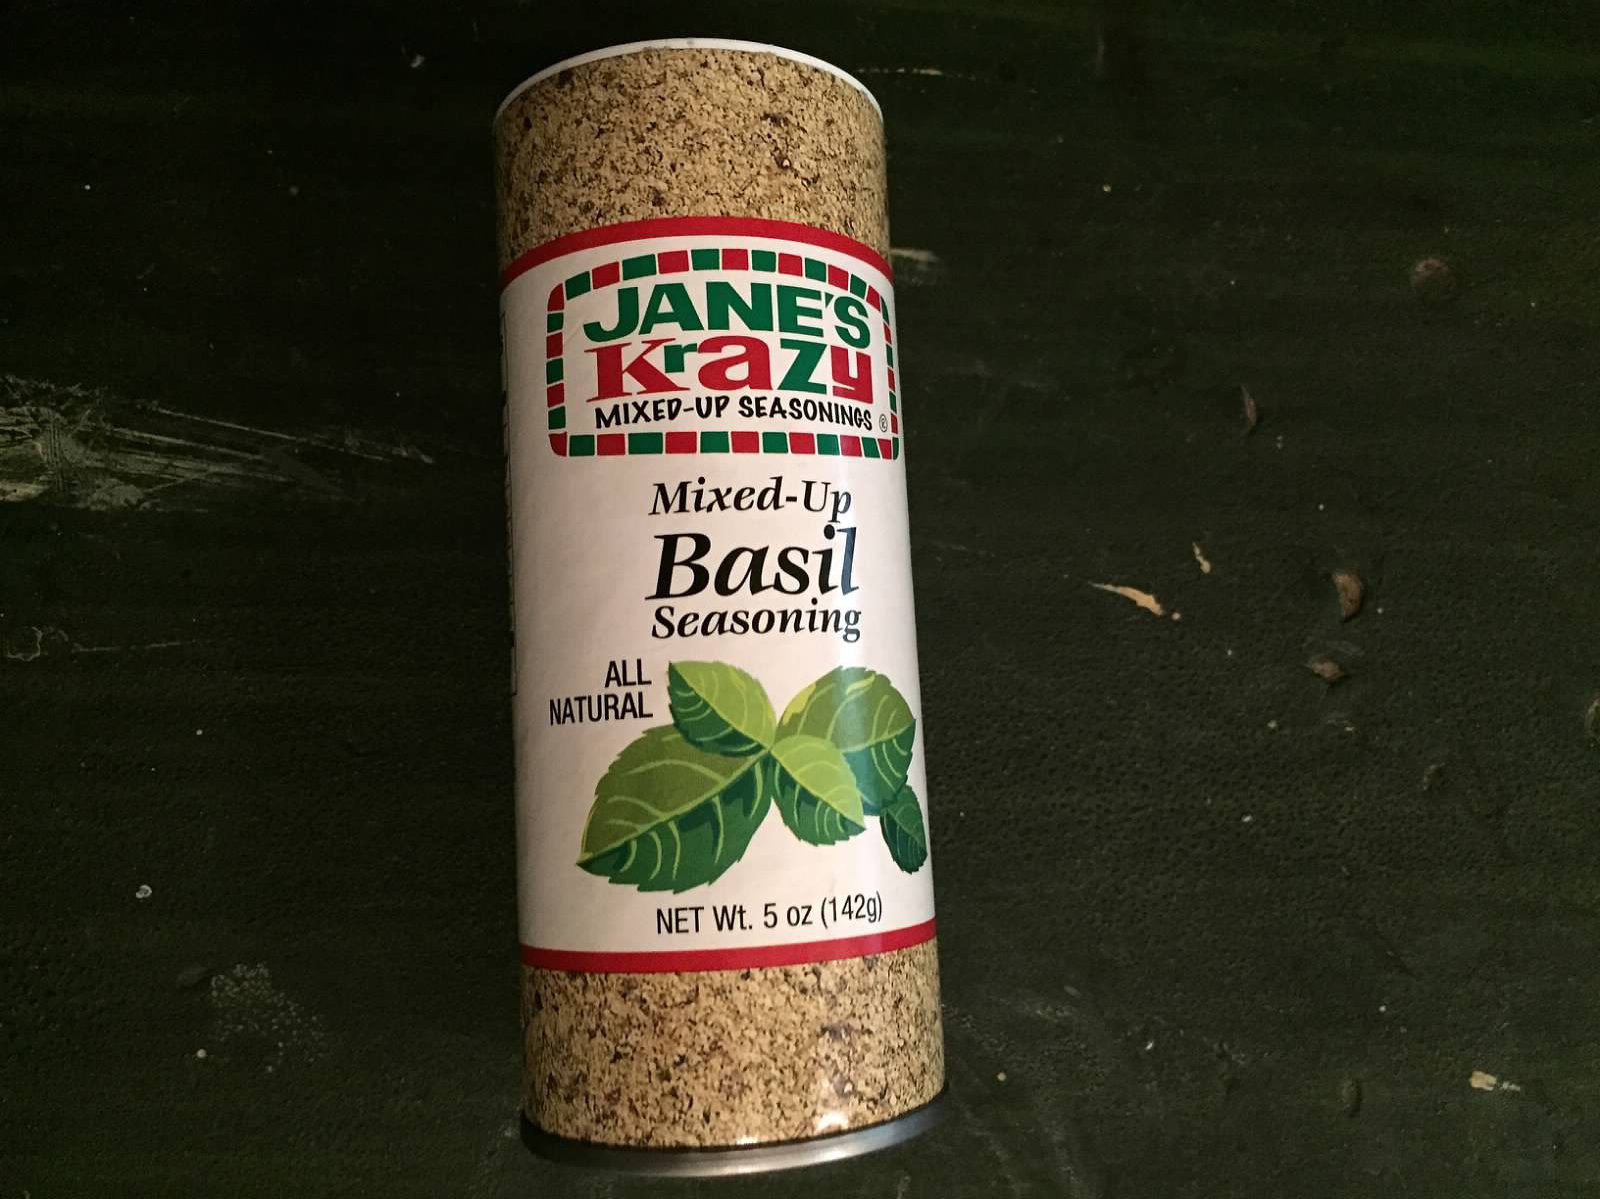 JANE'S
Krazy
MIXED-UP SEASONINGS ®
Mixed-Up
Basil
Seasoning
ALL
NATURAL
NET Wt. 5 oz (142g)